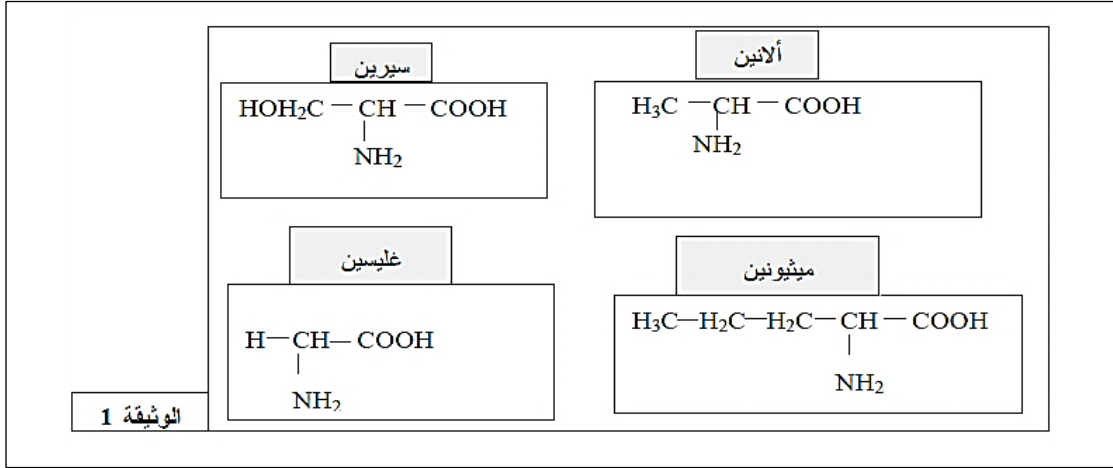 سيرين
ألانين
HOH₂C — CH — COOH
NH₂
H₃C — CH — COOH
NH₂
غليسين
ميثيونين
H — CH — COOH
NH₂
H₃C—H₂C—H₂C — CH — COOH
NH₂
الوثيقة 1